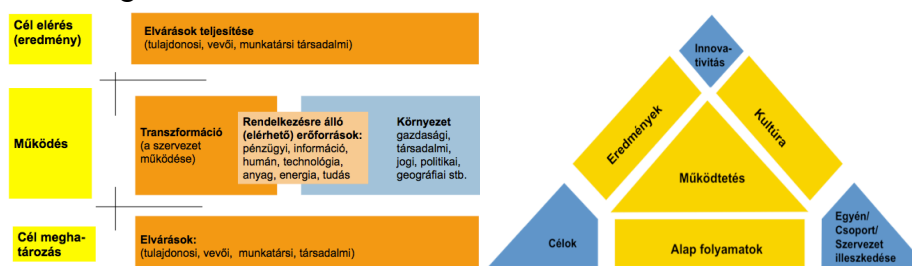 Cél elérés
(eredmény)
Elvárások teljesítése
(tulajdonosi, vevői, munkatársi társadalmi)
Működés
Transzformáció
(a szervezet
működése)
Rendelkezésre álló
(elérhető) erőforrások:
pénzügyi, információ,
humán, technológia,
anyag, energia, tudás
Környezet
gazdasági,
társadalmi,
jogi, politikai,
geográfiai stb.
Cél megha-
tározás
Elvárások:
(tulajdonosi, vevői, munkatársi, társadalmi)
Innova-
tivitás
Eredmények
Kultúra
Működtetés
Célok
Alap folyamatok
Egyén/
Csoport/
Szervezet
illeszkedése